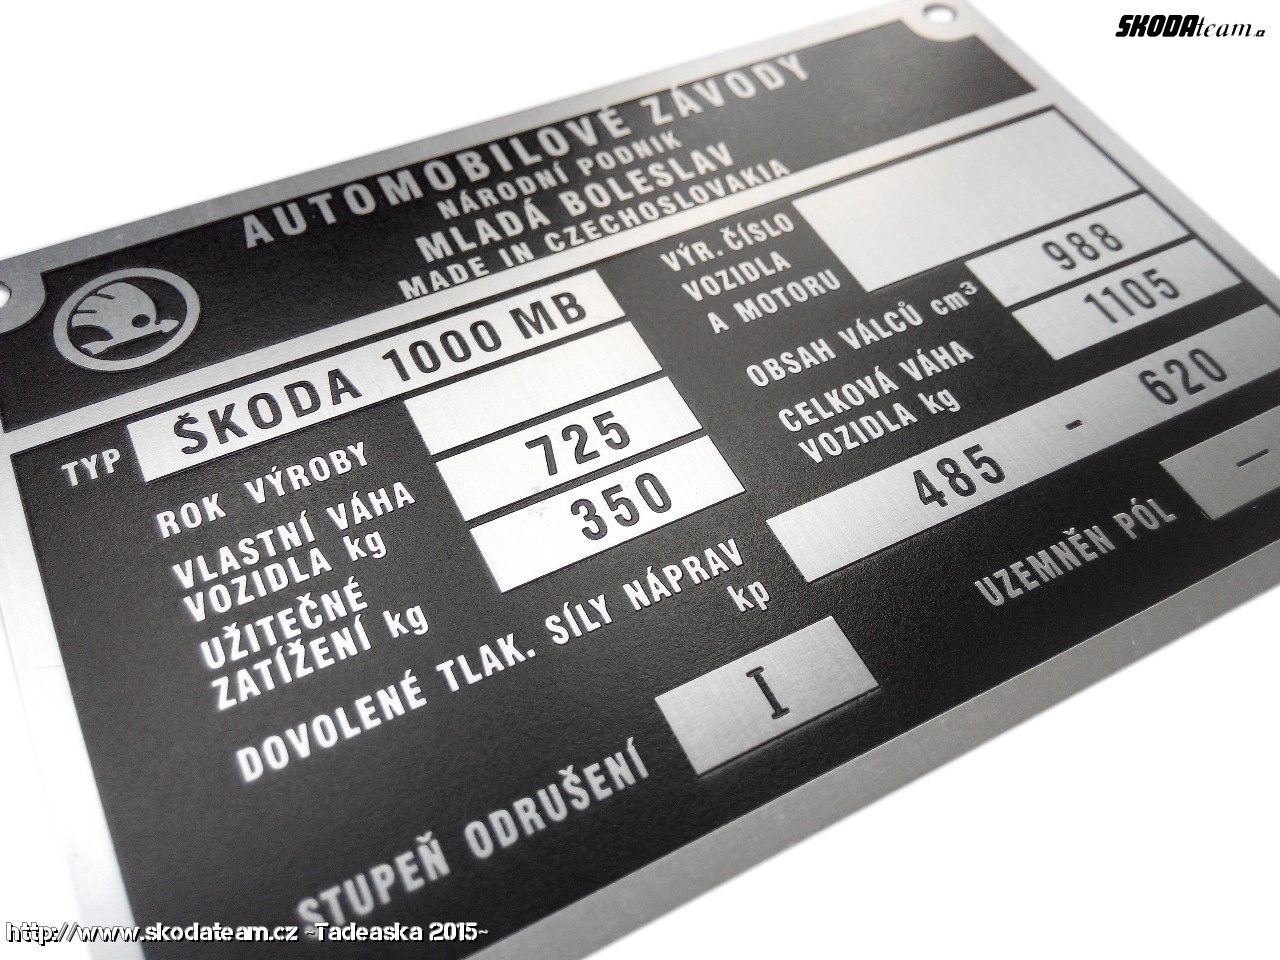 SKODAteam.cz
AUTOMOBILOVÉ ZÁVODY
NÁRODNÍ PODNIK
MLADÁ BOLESLAV
MADE IN CZECHOSLOVAKIA
TYP ŠKODA 1000 MB
ROK VÝROBY
VLASTNÍ VÁHA
VOZIDLA kg 725
UŽITEČNÉ
ZATÍŽENÍ kg 350
VÝR. ČÍSLO
VOZIDLA
A MOTORU
OBSAH VÁLCŮ cm³ 988
CELKOVÁ VÁHA
VOZIDLA kg 1105
DOVOLENÉ TLAK. SÍLY NÁPRAV
kp 485 - 620
STUPEŇ ODRUŠENÍ I
UZEMNĚN PÓL –
http://www.skodateam.cz ~Tadeaska 2015~